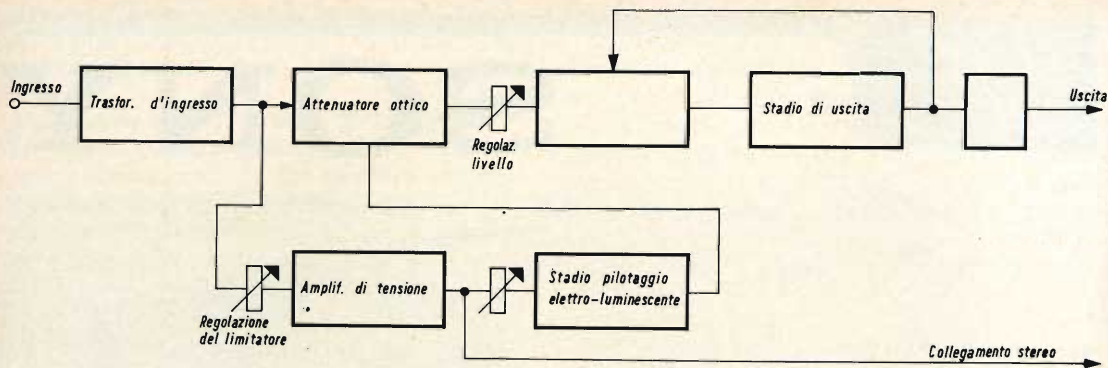 Ingresso
Trasfor. d'ingresso
Attenuatore ottico
Regolaz.
livello
Stadio di uscita
Uscita
Regolazione
del limitatore
Amplif. di tensione
Stadio pilotaggio
elettro-luminescente
Collegamento stereo